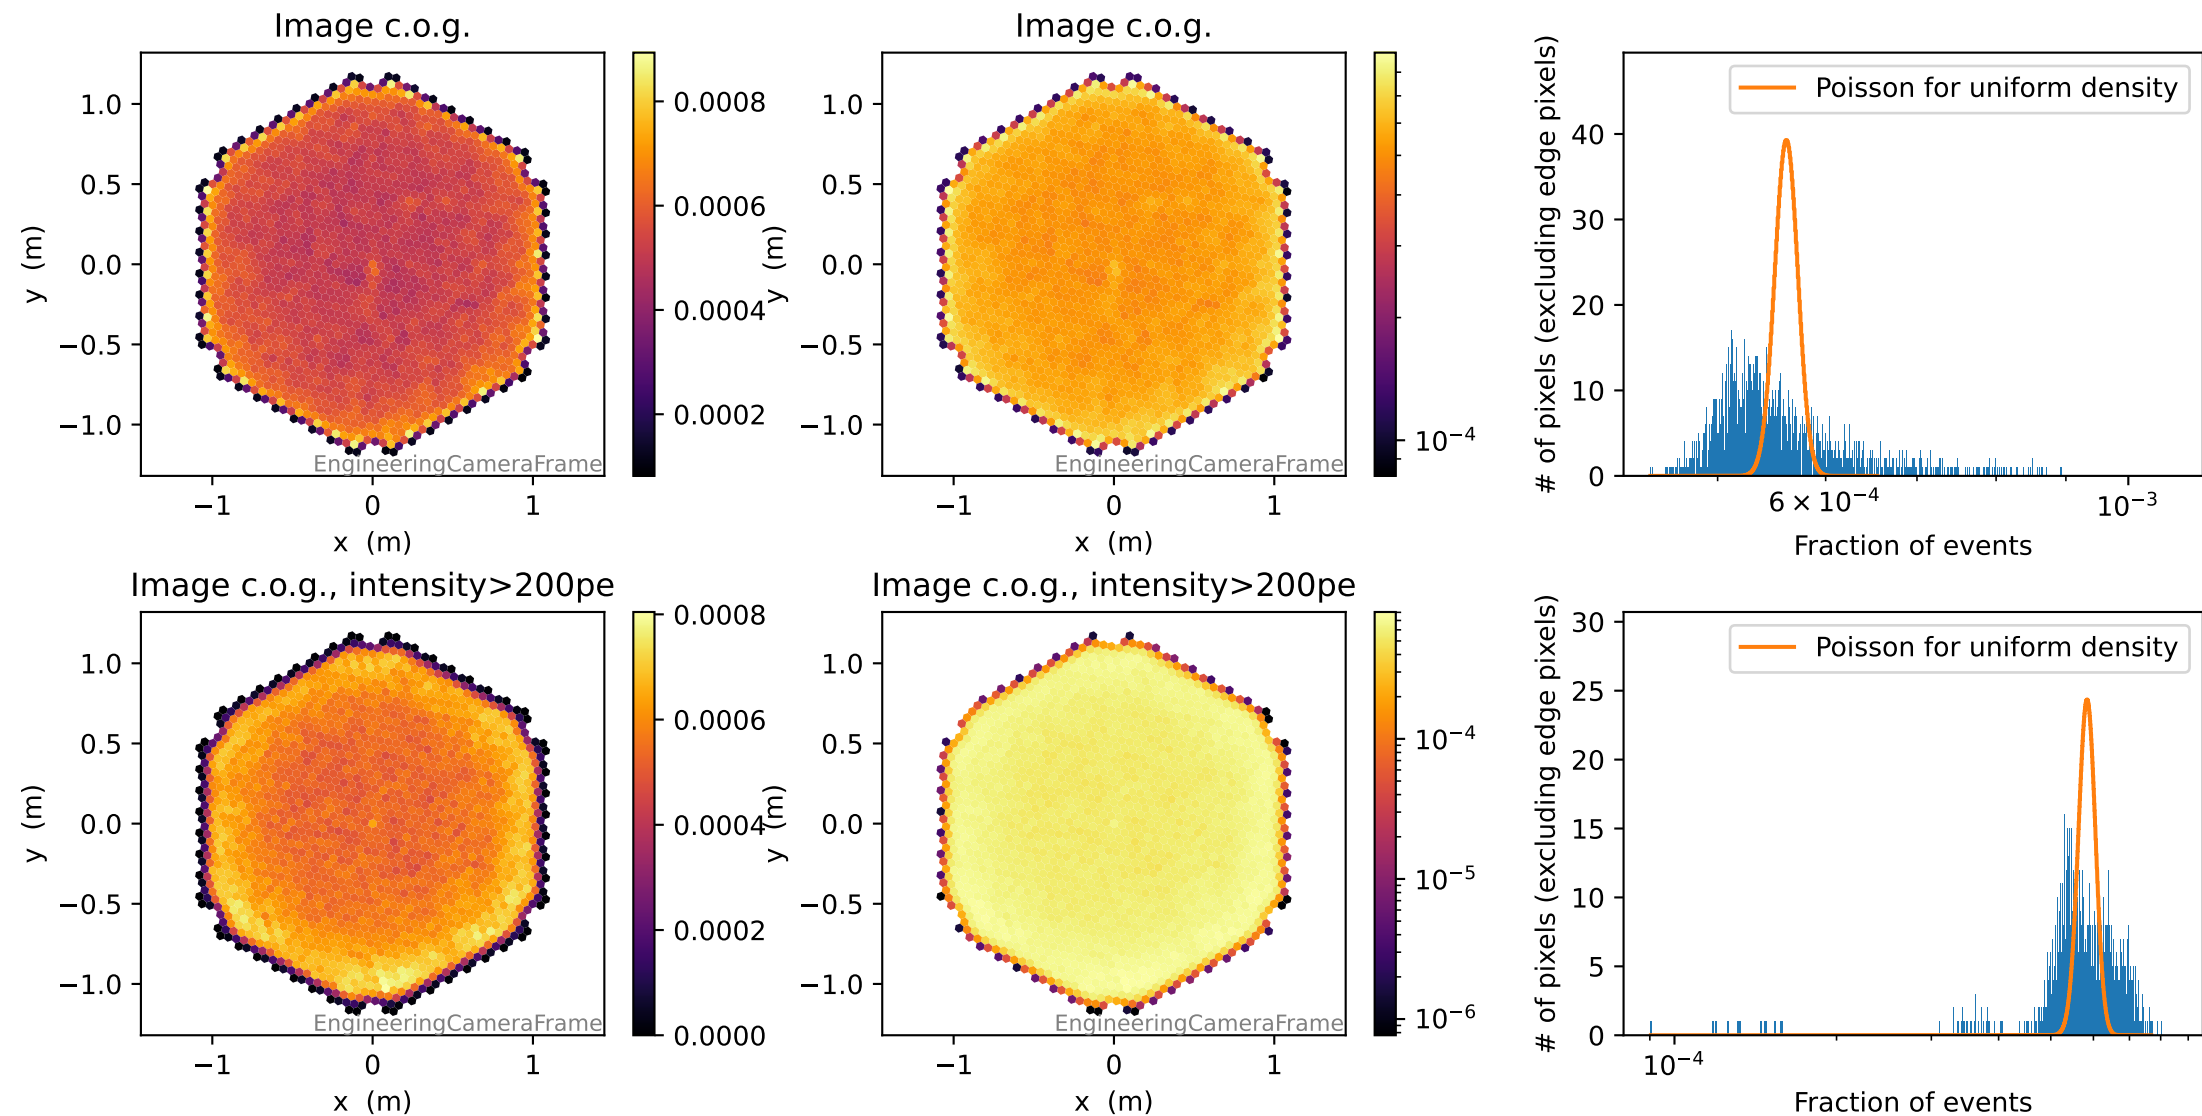 Image c.o.g.
1.0
0.5
0.0
−0.5
−1.0
y (m)
−1
0
1
x (m)
EngineeringCameraFrame
0.0008
0.0006
0.0004
0.0002
Image c.o.g.
1.0
0.5
0.0
−0.5
−1.0
y (m)
−1
0
1
x (m)
EngineeringCameraFrame
10⁻⁴
Poisson for uniform density
# of pixels (excluding edge pixels)
40
30
20
10
0
6 × 10⁻⁴
10⁻³
Fraction of events
Image c.o.g., intensity>200pe
1.0
0.5
0.0
−0.5
−1.0
y (m)
−1
0
1
x (m)
EngineeringCameraFrame
0.0008
0.0006
0.0004
0.0002
0.0000
Image c.o.g., intensity>200pe
1.0
0.5
0.0
−0.5
−1.0
y (m)
−1
0
1
x (m)
EngineeringCameraFrame
10⁻⁴
10⁻⁵
10⁻⁶
Poisson for uniform density
# of pixels (excluding edge pixels)
30
25
20
15
10
5
0
10⁻⁴
Fraction of events